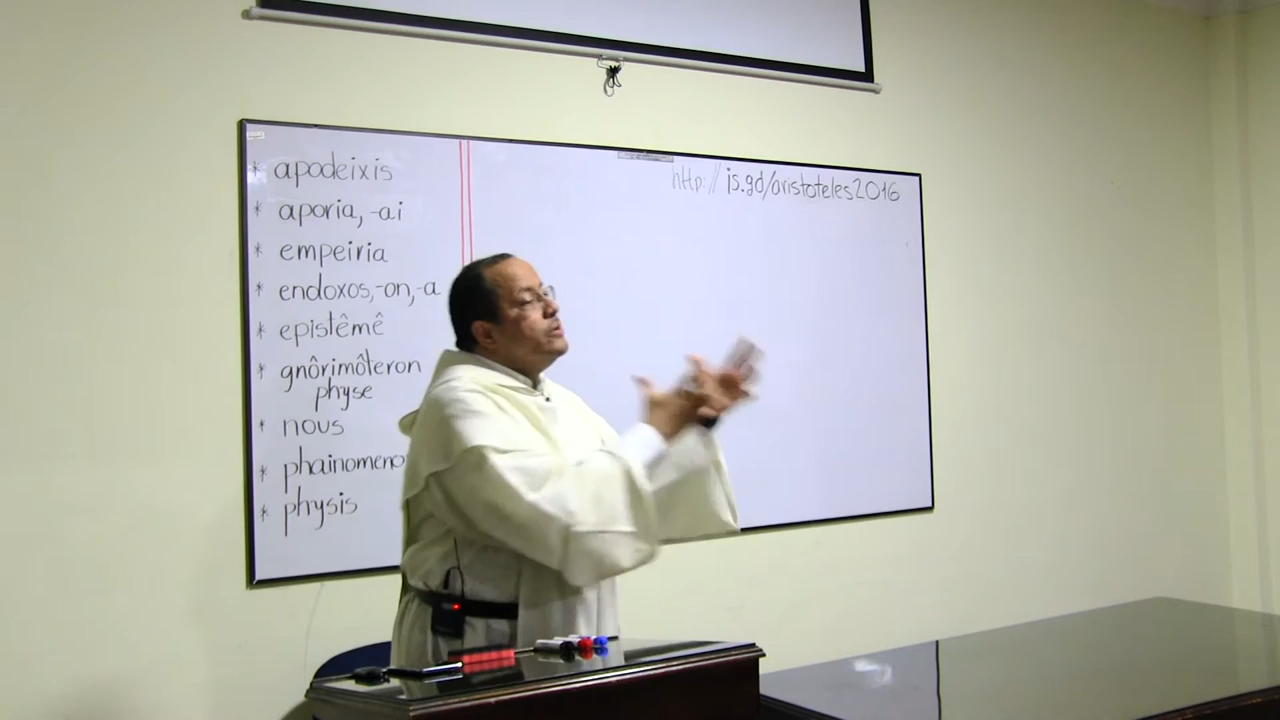 * apodeixis
* aporia, -ai
* empeiria
* endoxos,-on,-a
* epistêmê
* gnôrimôteron
physe
* nous
* phainomeno
* physis
http://is.gd/aristoteles2016